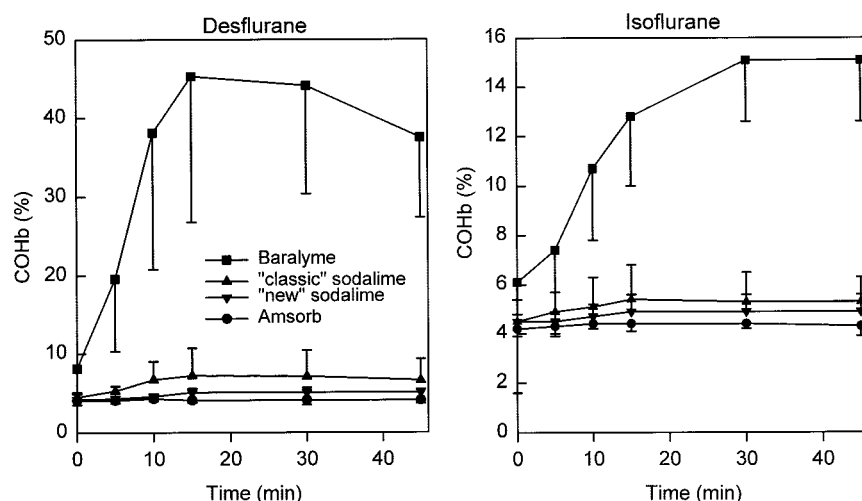 Desflurane
COHb (%)
50
40
30
20
10
0
Baralyme
"classic" sodalime
"new" sodalime
Amsorb
0 10 20 30 40
Time (min)
Isoflurane
COHb (%)
16
14
12
10
8
6
4
2
0
0 10 20 30 40
Time (min)